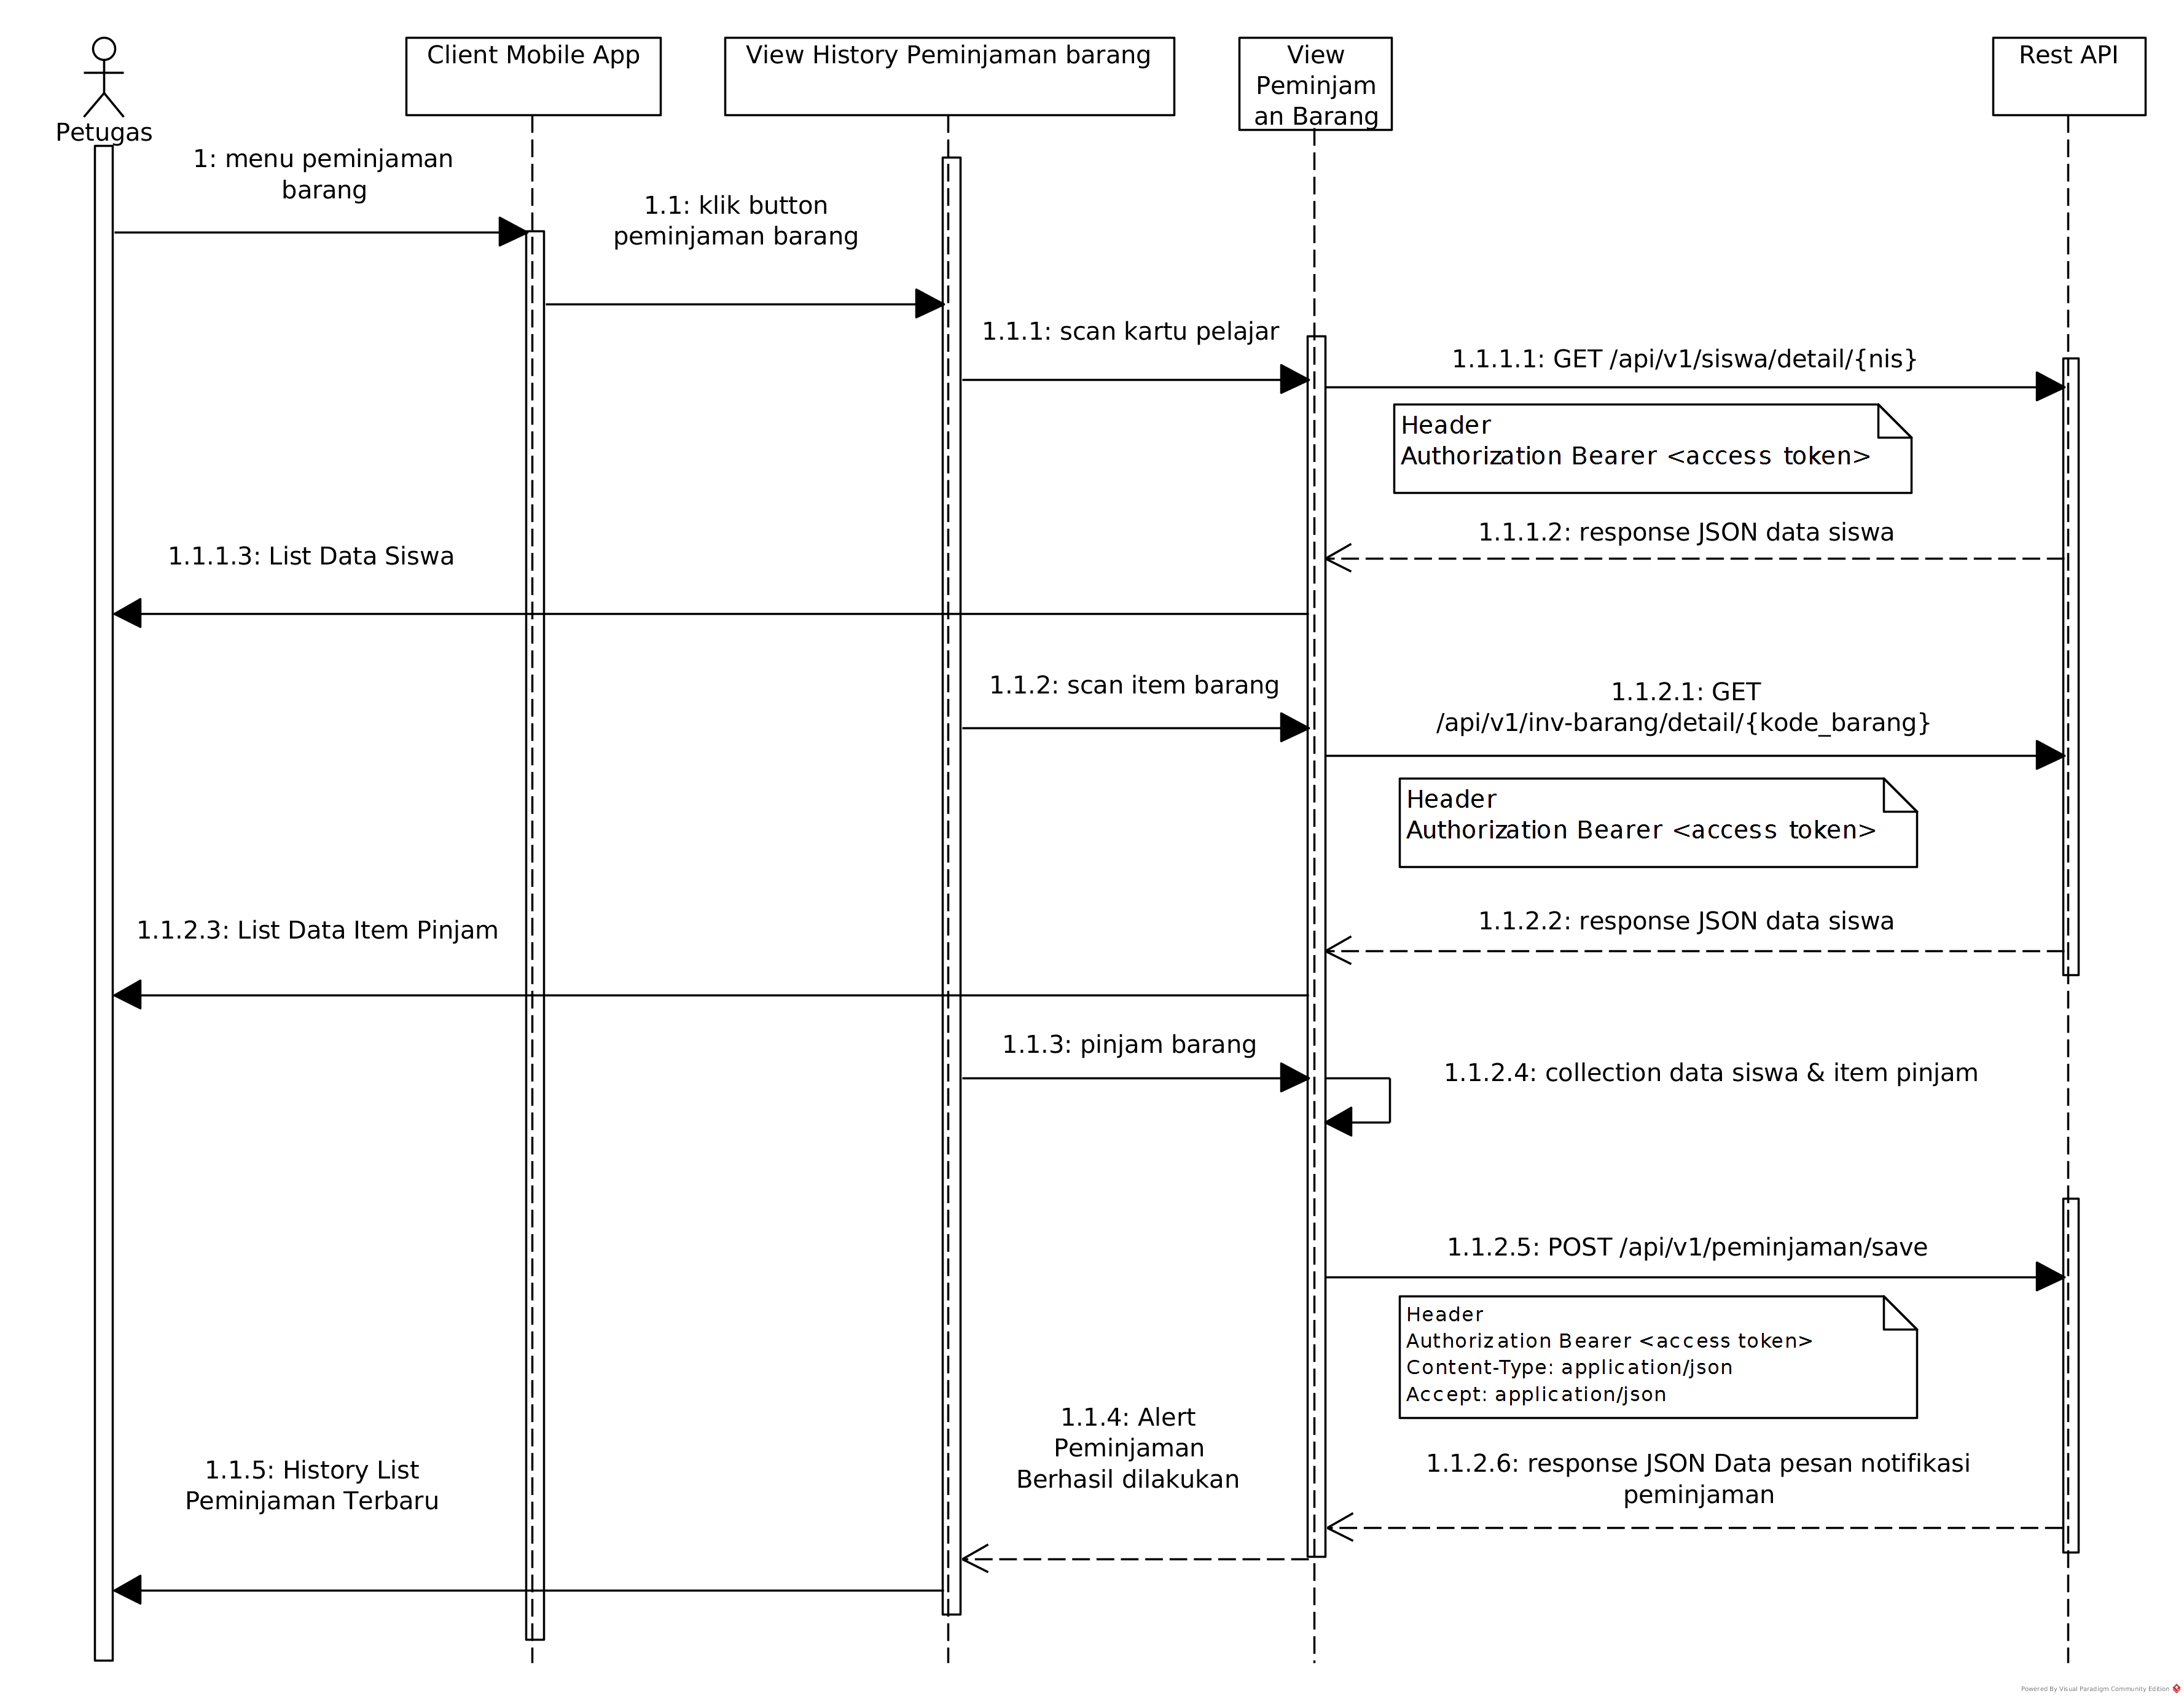 Petugas
Client Mobile App
View History Peminjaman barang
View
Peminjam
an Barang
Rest API
1: menu peminjaman
barang
1.1: klik button
peminjaman barang
1.1.1: scan kartu pelajar
1.1.1.1: GET /api/v1/siswa/detail/{nis}
Header
Authorization Bearer <access token>
1.1.1.2: response JSON data siswa
1.1.1.3: List Data Siswa
1.1.2: scan item barang
1.1.2.1: GET
/api/v1/inv-barang/detail/{kode_barang}
Header
Authorization Bearer <access token>
1.1.2.2: response JSON data siswa
1.1.2.3: List Data Item Pinjam
1.1.3: pinjam barang
1.1.2.4: collection data siswa & item pinjam
1.1.2.5: POST /api/v1/peminjaman/save
Header
Authorization Bearer <access token>
Content-Type: application/json
Accept: application/json
1.1.4: Alert
Peminjaman
Berhasil dilakukan
1.1.2.6: response JSON Data pesan notifikasi
peminjaman
1.1.5: History List
Peminjaman Terbaru
Powered By Visual Paradigm Community Edition